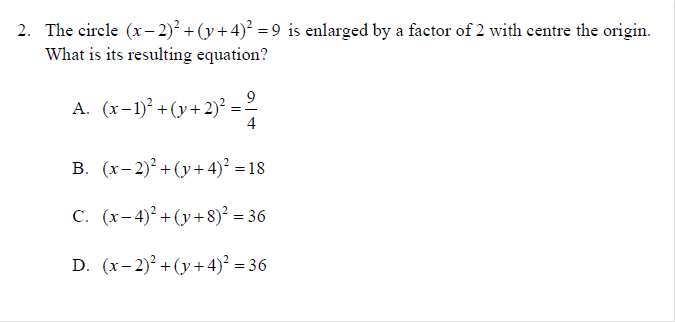 2. The circle (x – 2)² + (y + 4)² = 9 is enlarged by a factor of 2 with centre the origin.
What is its resulting equation?
A. (x – 1)² + (y + 2)² = 9/4
B. (x – 2)² + (y + 4)² = 18
C. (x – 4)² + (y + 8)² = 36
D. (x – 2)² + (y + 4)² = 36